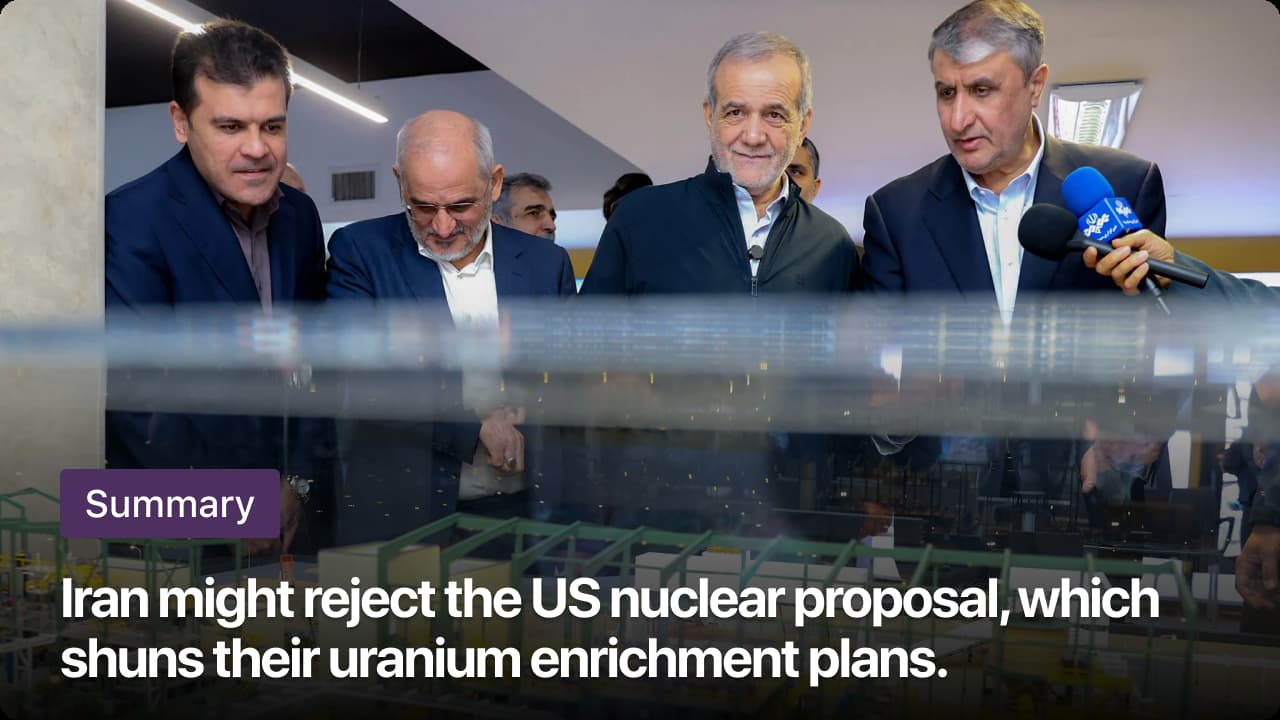 Summary
Iran might reject the US nuclear proposal, which
shuns their uranium enrichment plans.